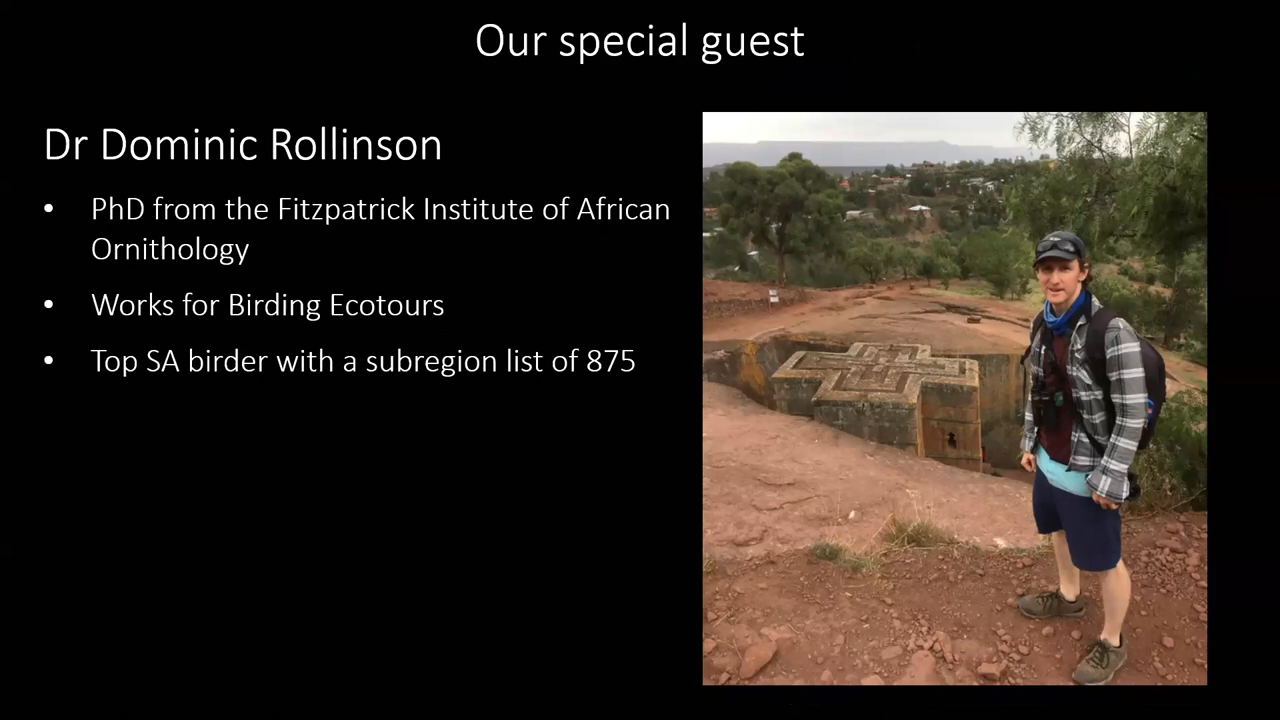 Our special guest
Dr Dominic Rollinson
• PhD from the Fitzpatrick Institute of African
Ornithology
• Works for Birding Ecotours
• Top SA birder with a subregion list of 875